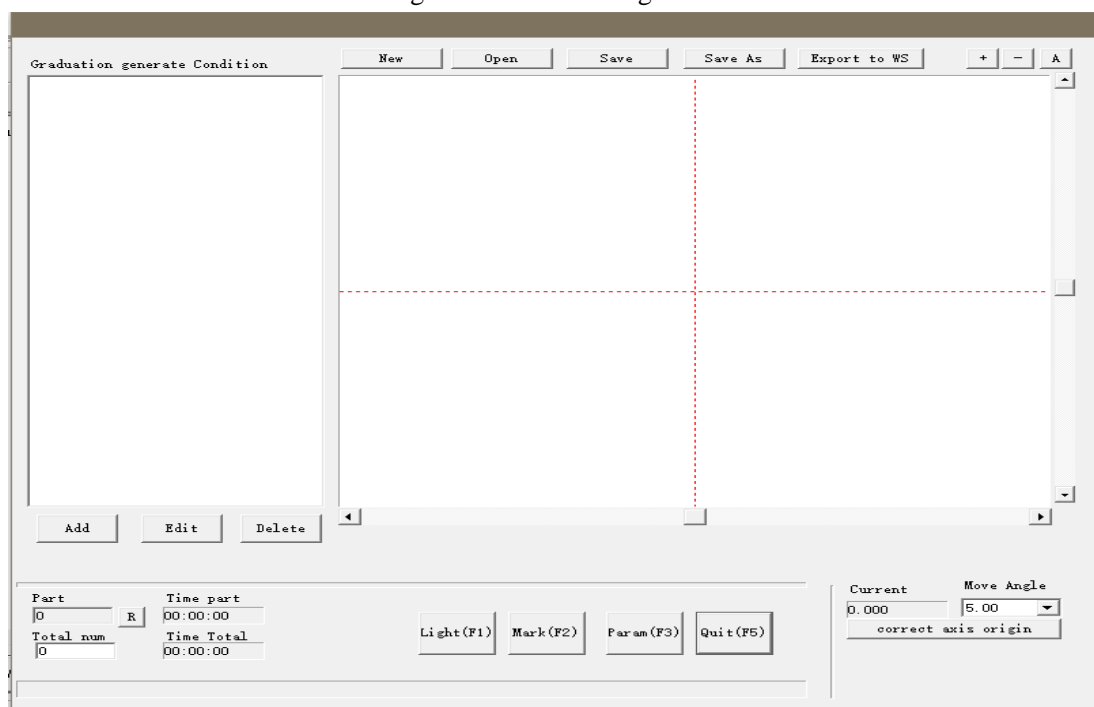 New Open Save Save As Export to WS + - A
Graduation generate Condition
Add Edit Delete
Part Time part
0 R 00:00:00
Total num Time Total
0 00:00:00
Light(F1) Mark(F2) Param(F3) Quit(F5)
Current Move Angle
0.000 5.00
correct axis origin